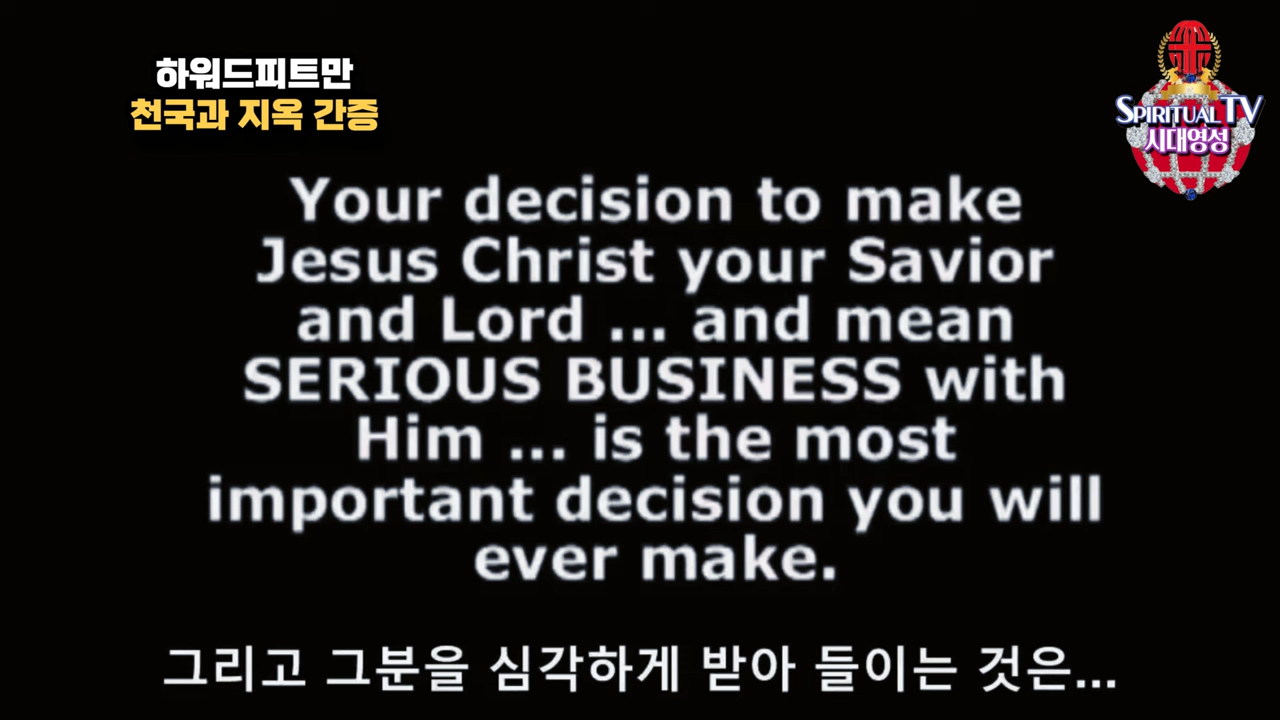 하워드피트만
천국과 지옥 간증
SPIRITUAL TV
시대영성
Your decision to make
Jesus Christ your Savior
and Lord ... and mean
SERIOUS BUSINESS with
Him ... is the most
important decision you will
ever make.
그리고 그분을 심각하게 받아 들이는 것은...